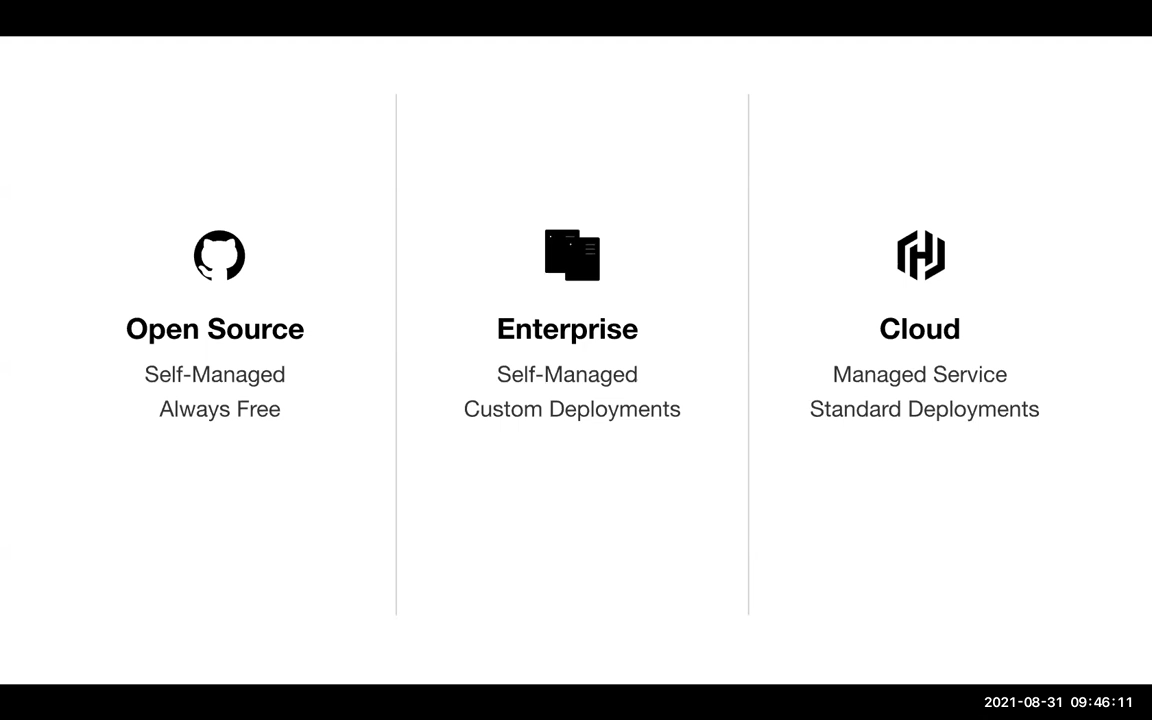 Open Source
Self-Managed
Always Free
Enterprise
Self-Managed
Custom Deployments
Cloud
Managed Service
Standard Deployments
2021-08-31 09:46:11